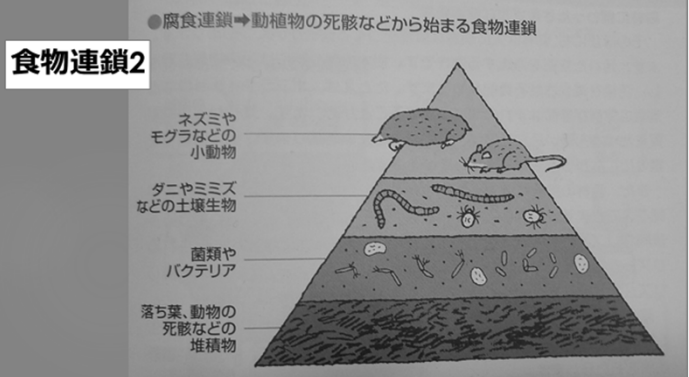 ●腐食連鎖➡動植物の死骸などから始まる食物連鎖
食物連鎖2
ネズミや
モグラなどの
小動物
ダニやミミズ
などの土壌生物
菌類や
バクテリア
落ち葉、動物の
死骸などの
堆積物